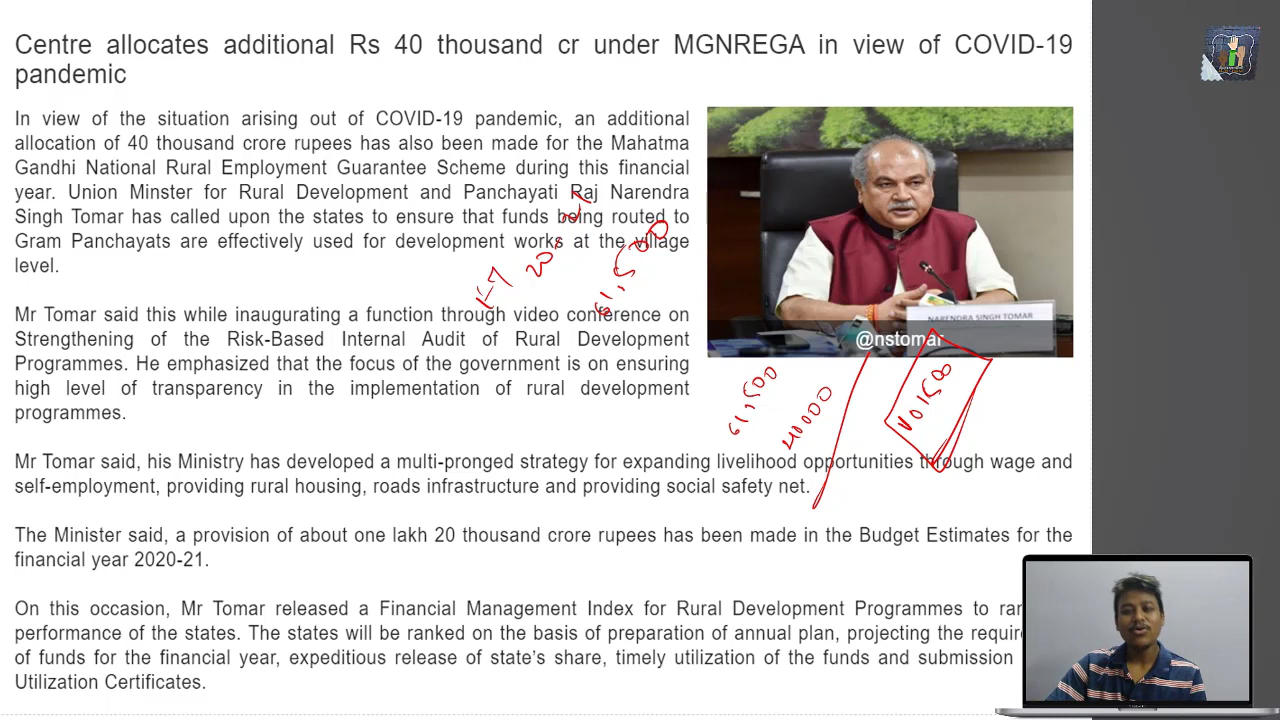 Centre allocates additional Rs 40 thousand cr under MGNREGA in view of COVID-19
pandemic
In view of the situation arising out of COVID-19 pandemic, an additional
allocation of 40 thousand crore rupees has also been made for the Mahatma
Gandhi National Rural Employment Guarantee Scheme during this financial
year. Union Minster for Rural Development and Panchayati Raj Narendra
Singh Tomar has called upon the states to ensure that funds being routed to
Gram Panchayats are effectively used for development works at the village
level.
FY 20-21
61,500
NARENDRA SINGH TOMAR
@nstomar
Mr Tomar said this while inaugurating a function through video conference on
Strengthening of the Risk-Based Internal Audit of Rural Development
Programmes. He emphasized that the focus of the government is on ensuring
high level of transparency in the implementation of rural development
programmes.
61,500
40000
101500
Mr Tomar said, his Ministry has developed a multi-pronged strategy for expanding livelihood opportunities through wage and
self-employment, providing rural housing, roads infrastructure and providing social safety net.
The Minister said, a provision of about one lakh 20 thousand crore rupees has been made in the Budget Estimates for the
financial year 2020-21.
On this occasion, Mr Tomar released a Financial Management Index for Rural Development Programmes to
performance of the states. The states will be ranked on the basis of preparation of annual plan, projecting the
of funds for the financial year, expeditious release of state's share, timely utilization of the funds and submission
Utilization Certificates.